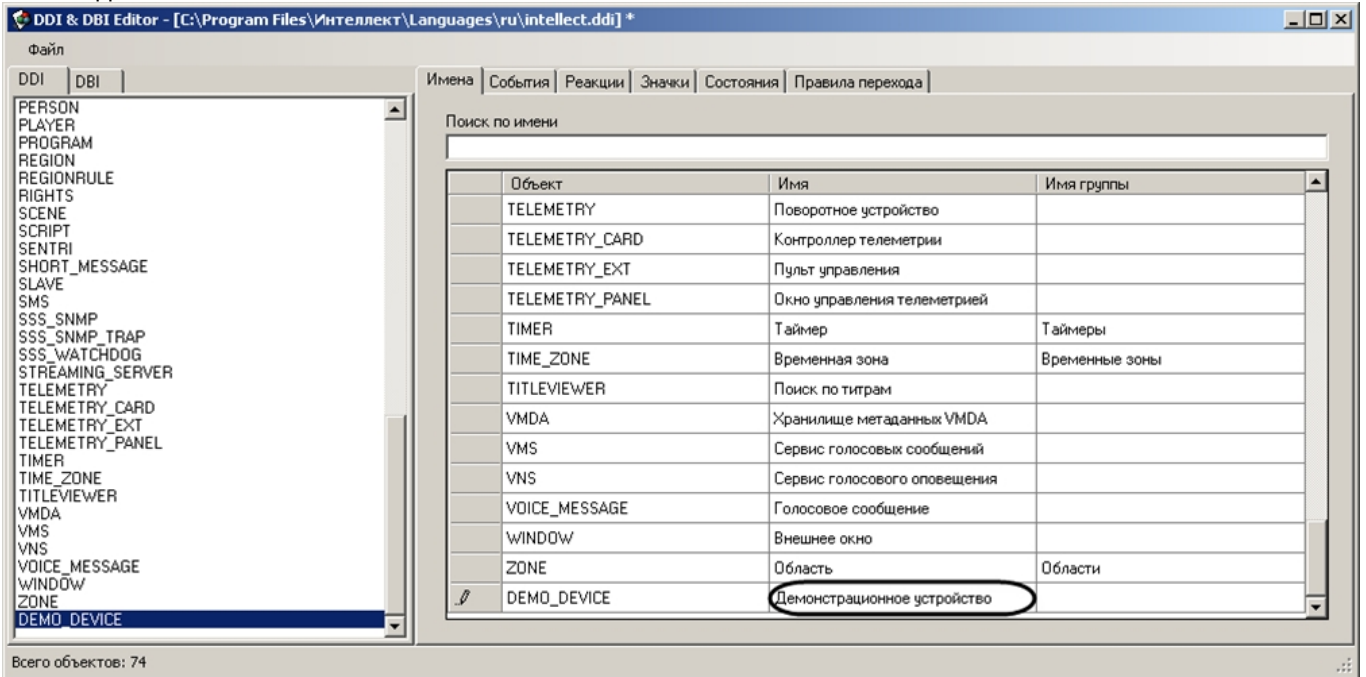 DDI & DBI Editor - [C:\Program Files\Интеллект\Languages\ru\intellect.ddi] *
Файл
DDI DBI
PERSON
PLAYER
PROGRAM
REGION
REGIONRULE
RIGHTS
SCENE
SCRIPT
SENTRI
SHORT_MESSAGE
SLAVE
SMS
SSS_SNMP
SSS_SNMP_TRAP
SSS_WATCHDOG
STREAMING_SERVER
TELEMETRY
TELEMETRY_CARD
TELEMETRY_EXT
TELEMETRY_PANEL
TIMER
TIME_ZONE
TITLEVIEWER
VMDA
VMS
VNS
VOICE_MESSAGE
WINDOW
ZONE
DEMO_DEVICE
Имена События Реакции Значки Состояния Правила перехода
Поиск по имени
Объект Имя Имя группы
TELEMETRY Поворотное устройство
TELEMETRY_CARD Контроллер телеметрии
TELEMETRY_EXT Пульт управления
TELEMETRY_PANEL Окно управления телеметрией
TIMER Таймер Таймеры
TIME_ZONE Временная зона Временные зоны
TITLEVIEWER Поиск по титрам
VMDA Хранилище метаданных VMDA
VMS Сервис голосовых сообщений
VNS Сервис голосового оповещения
VOICE_MESSAGE Голосовое сообщение
WINDOW Внешнее окно
ZONE Область Области
DEMO_DEVICE Демонстрационное устройство
Всего объектов: 74